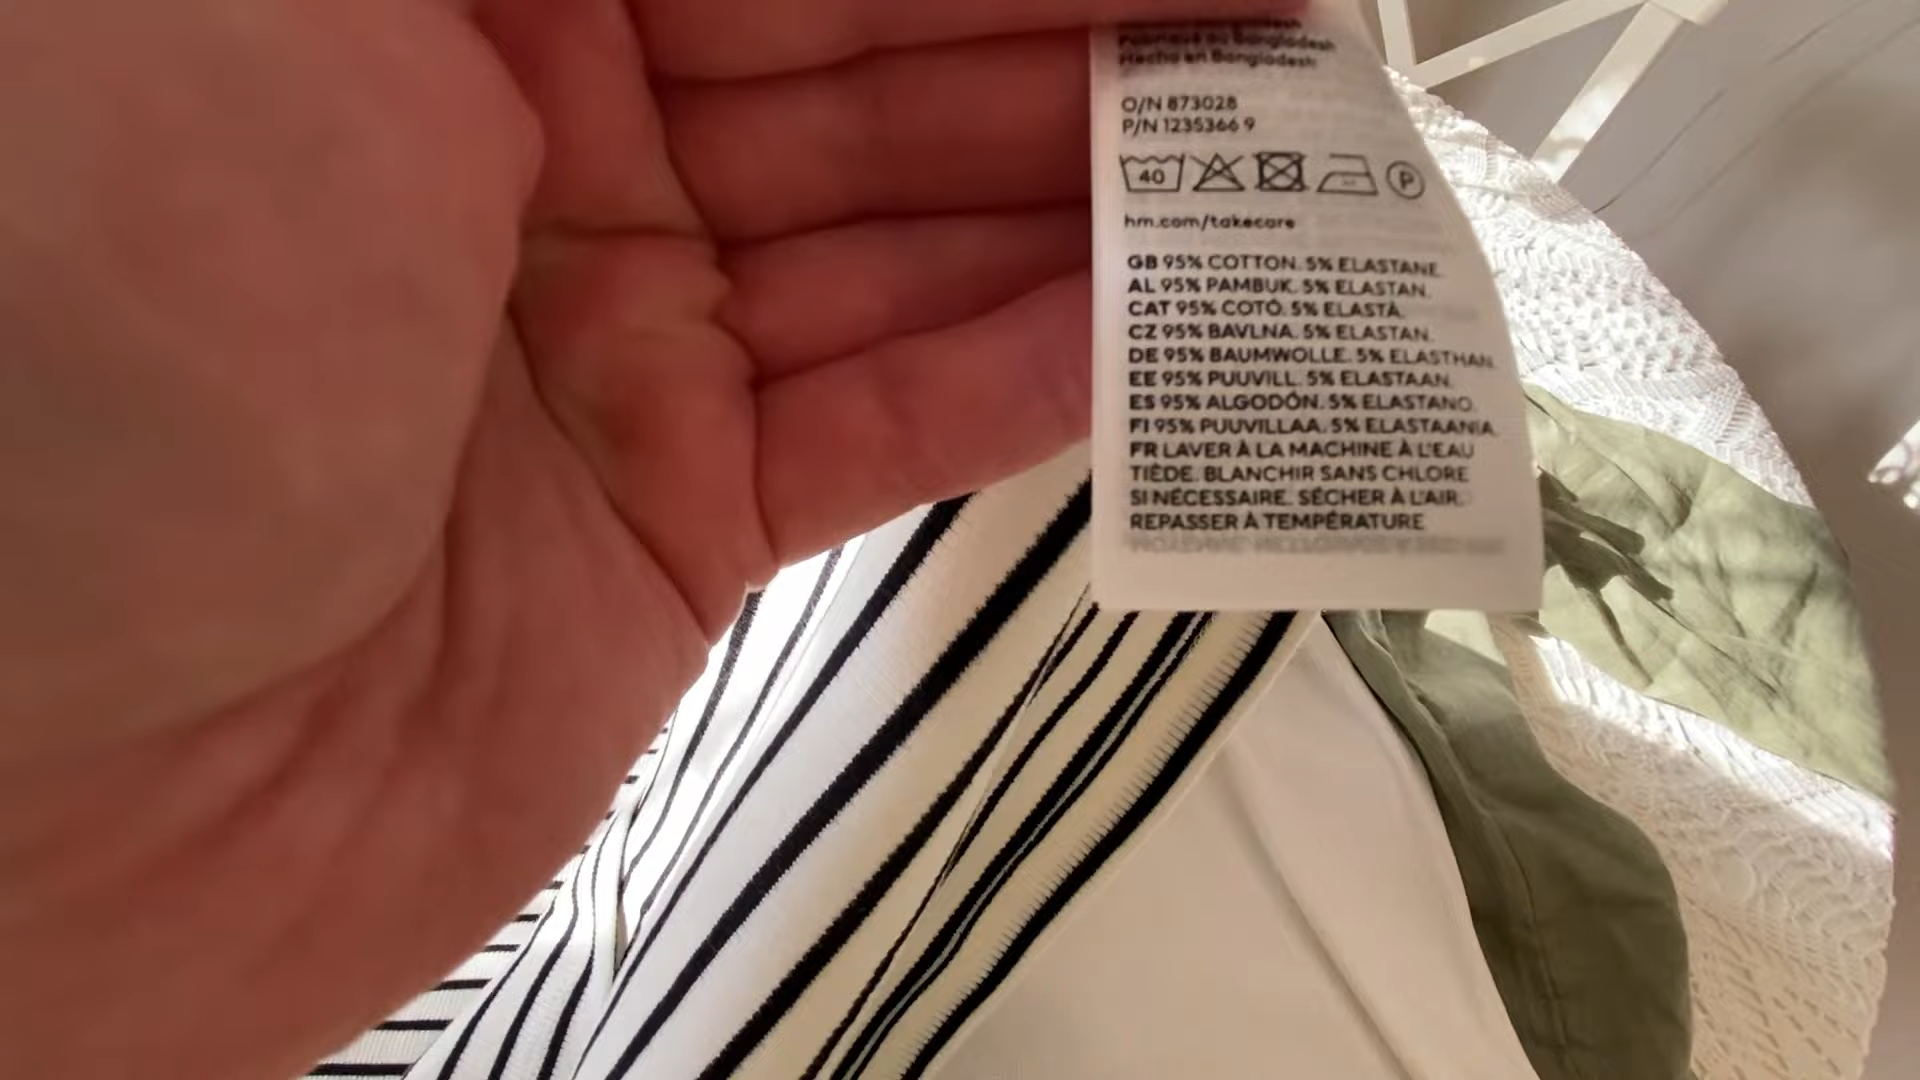 Fabriqué au Bangladesh
Hecho en Bangladesh
O/N 873028
P/N 1235366 9
40
P
hm.com/takecare
GB 95% COTTON. 5% ELASTANE.
AL 95% PAMBUK. 5% ELASTAN.
CAT 95% COTÓ. 5% ELASTÀ.
CZ 95% BAVLNA. 5% ELASTAN.
DE 95% BAUMWOLLE. 5% ELASTHAN.
EE 95% PUUVILL. 5% ELASTAAN.
ES 95% ALGODÓN. 5% ELASTANO.
FI 95% PUUVILLAA. 5% ELASTAANIA.
FR LAVER À LA MACHINE À L'EAU
TIÈDE. BLANCHIR SANS CHLORE
SI NÉCESSAIRE. SÉCHER À L'AIR.
REPASSER À TEMPÉRATURE